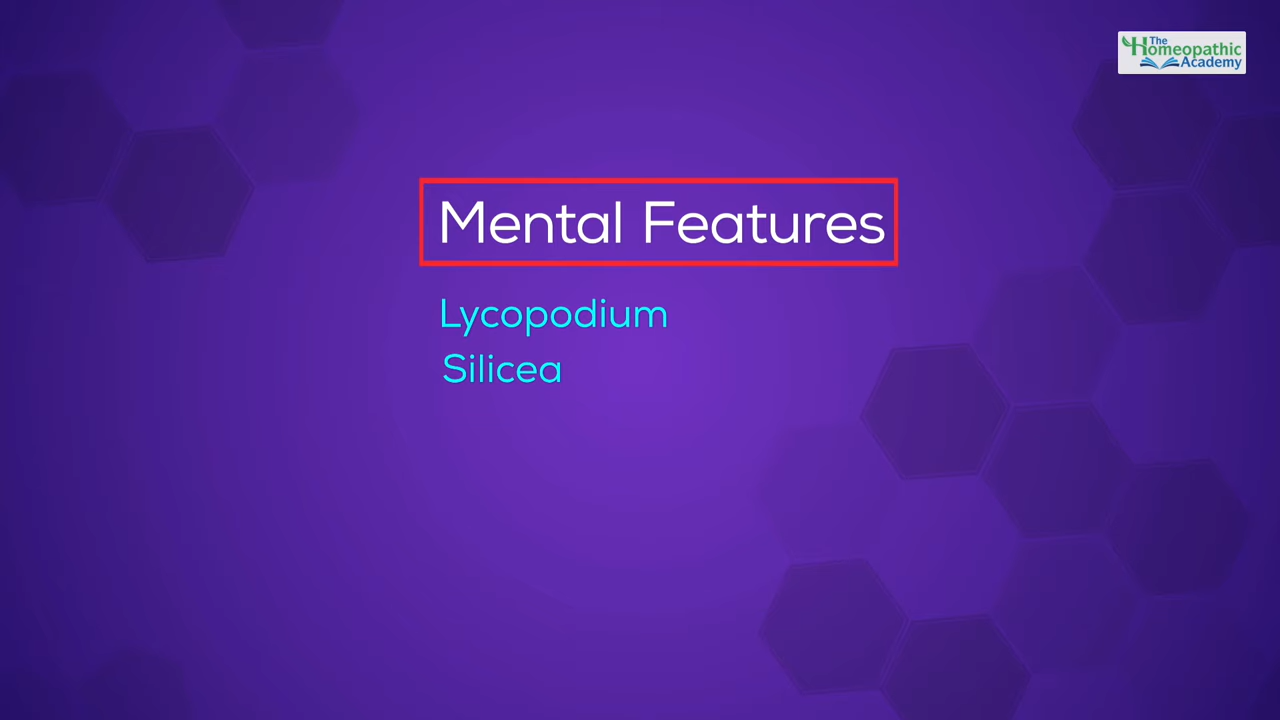 The
Homeopathic
Academy
Mental Features
Lycopodium
Silicea